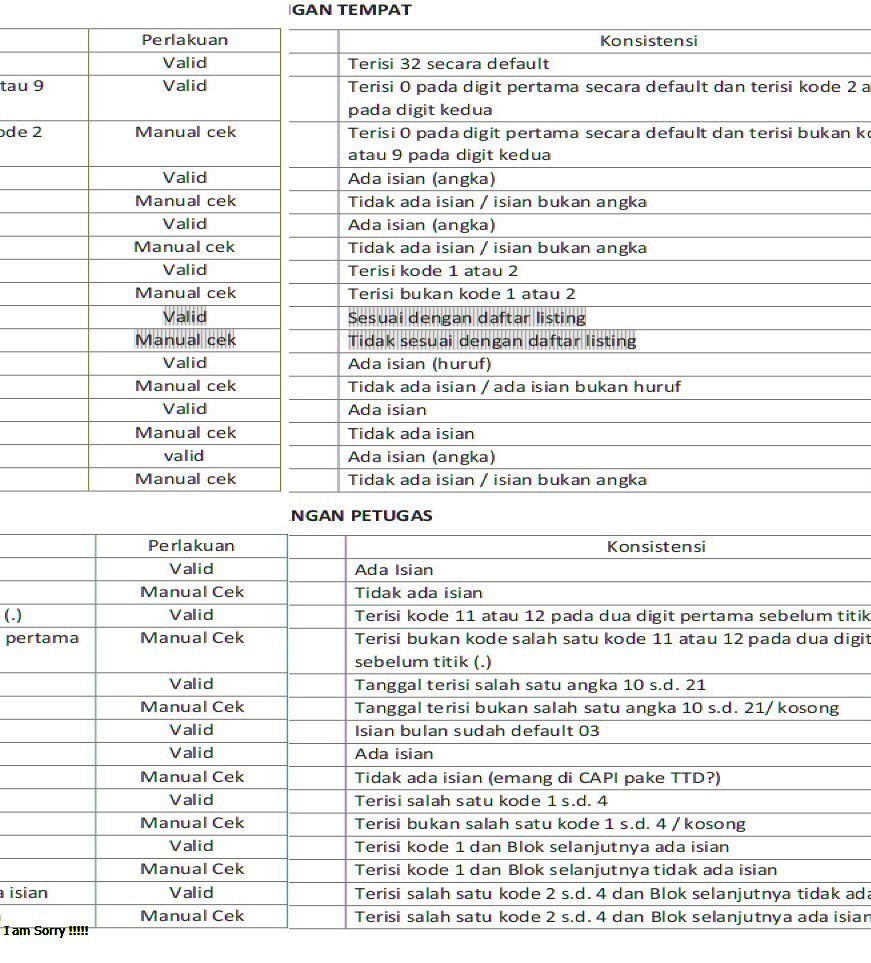 GAN TEMPAT
Perlakuan Konsistensi
Valid Terisi 32 secara default
tau 9 Valid Terisi 0 pada digit pertama secara default dan terisi kode 2 a
pada digit kedua
ode 2 Manual cek Terisi 0 pada digit pertama secara default dan terisi bukan ko
atau 9 pada digit kedua
Valid Ada isian (angka)
Manual cek Tidak ada isian / isian bukan angka
Valid Ada isian (angka)
Manual cek Tidak ada isian / isian bukan angka
Valid Terisi kode 1 atau 2
Manual cek Terisi bukan kode 1 atau 2
Valid Sesuai dengan daftar listing
Manual cek Tidak sesuai dengan daftar listing
Valid Ada isian (huruf)
Manual cek Tidak ada isian / ada isian bukan huruf
Valid Ada isian
Manual cek Tidak ada isian
valid Ada isian (angka)
Manual cek Tidak ada isian / isian bukan angka
NGAN PETUGAS
Perlakuan Konsistensi
Valid Ada Isian
Manual Cek Tidak ada isian
(.) Valid Terisi kode 11 atau 12 pada dua digit pertama sebelum titik
pertama Manual Cek Terisi bukan kode salah satu kode 11 atau 12 pada dua digit
sebelum titik (.)
Valid Tanggal terisi salah satu angka 10 s.d. 21
Manual Cek Tanggal terisi bukan salah satu angka 10 s.d. 21/ kosong
Valid Isian bulan sudah default 03
Valid Ada isian
Manual Cek Tidak ada isian (emang di CAPI pake TTD?)
Valid Terisi salah satu kode 1 s.d. 4
Manual Cek Terisi bukan salah satu kode 1 s.d. 4 / kosong
Valid Terisi kode 1 dan Blok selanjutnya ada isian
Manual Cek Terisi kode 1 dan Blok selanjutnya tidak ada isian
a isian Valid Terisi salah satu kode 2 s.d. 4 dan Blok selanjutnya tidak ada
Manual Cek Terisi salah satu kode 2 s.d. 4 dan Blok selanjutnya ada isian
I am Sorry !!!!!